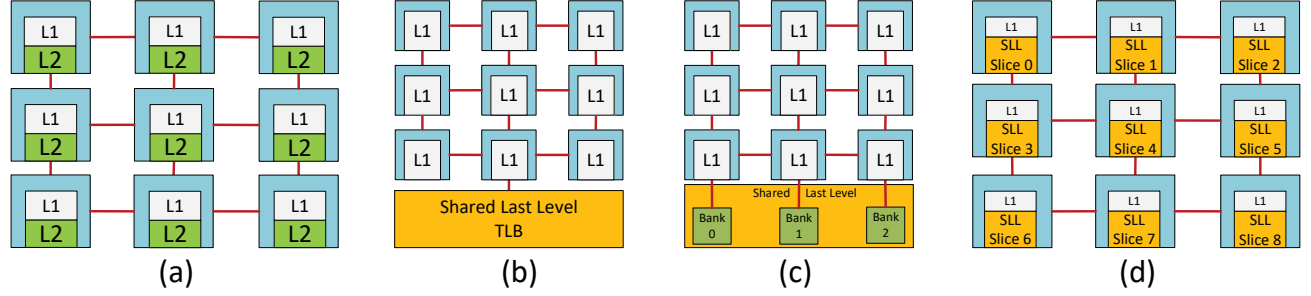 L1
L2
L1
L2
L1
L2
L1
L2
L1
L2
L1
L2
L1
L2
L1
L2
L1
L2
(a)
L1
L1
L1
L1
L1
L1
L1
L1
L1
Shared Last Level
TLB
(b)
L1
L1
L1
L1
L1
L1
L1
L1
L1
Shared Last Level
Bank
0
Bank
1
Bank
2
(c)
L1
SLL
Slice 0
L1
SLL
Slice 1
L1
SLL
Slice 2
L1
SLL
Slice 3
L1
SLL
Slice 4
L1
SLL
Slice 5
L1
SLL
Slice 6
L1
SLL
Slice 7
L1
SLL
Slice 8
(d)